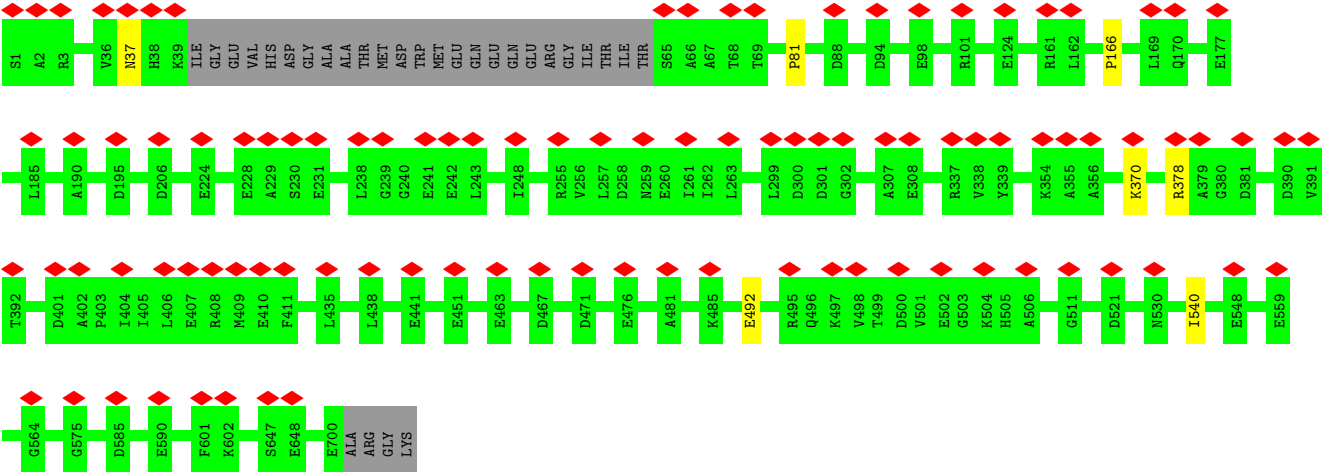 S1 A2 R3 V36 N37 H38 K39 ILE GLY GLU VAL HIS ASP GLY ALA ALA THR MET ASP TRP MET GLU GLN GLU GLN GLU ARG GLY ILE THR ILE THR S65 A66 A67 T68 T69 P81 D88 D94 E98 R101 E124 R161 L162 P166 L169 Q170 E177
L185 A190 D195 D206 E224 E228 A229 S230 E231 L238 G239 G240 E241 E242 L243 I248 R255 V256 L257 D258 N259 E260 I261 I262 L263 L299 D300 D301 G302 A307 E308 R337 V338 Y339 K354 A355 A356 K370 R378 A379 G380 D381 D390 V391
T392 D401 A402 P403 I404 I405 L406 E407 R408 M409 E410 F411 L435 L438 E441 E451 E463 D467 D471 E476 A481 K485 E492 R495 Q496 K497 V498 T499 D500 V501 E502 G503 K504 H505 A506 G511 D521 N530 I540 E548 E559
G564 G575 D585 E590 F601 K602 S647 E648 E700 ALA ARG GLY LYS